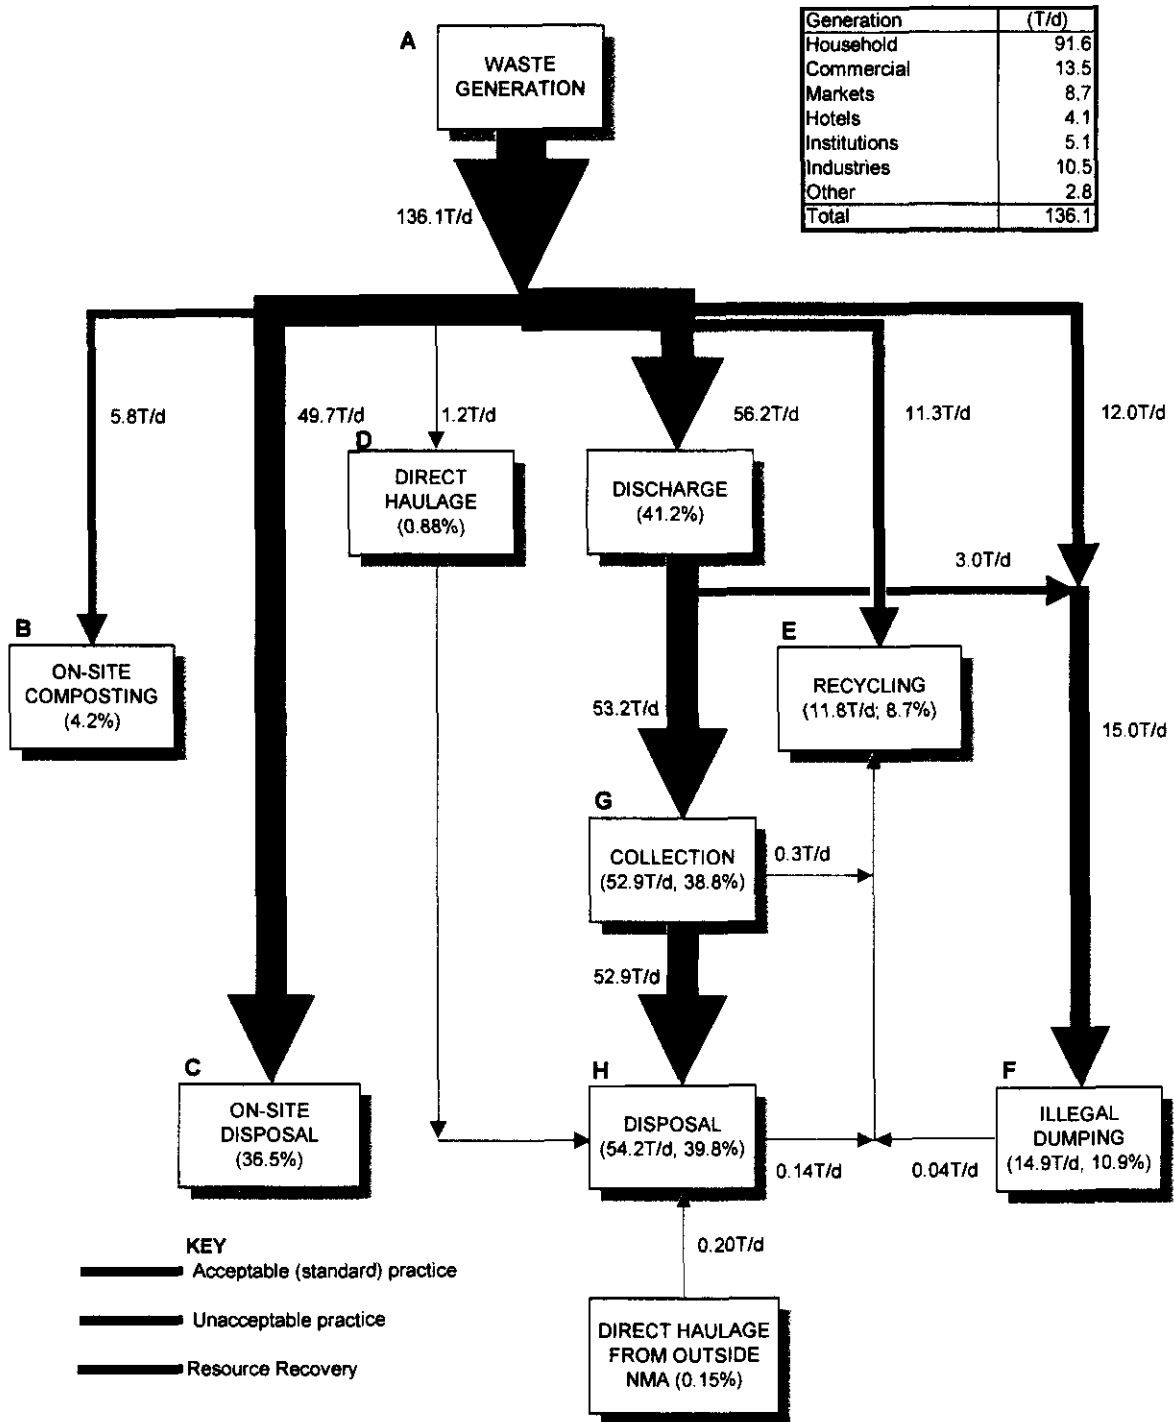 A
WASTE
GENERATION
Generation (T/d)
Household 91.6
Commercial 13.5
Markets 8.7
Hotels 4.1
Institutions 5.1
Industries 10.5
Other 2.8
Total 136.1
136.1T/d
5.8T/d
49.7T/d
1.2T/d
56.2T/d
11.3T/d
12.0T/d
D
DIRECT
HAULAGE
(0.88%)
DISCHARGE
(41.2%)
3.0T/d
B
ON-SITE
COMPOSTING
(4.2%)
E
RECYCLING
(11.8T/d; 8.7%)
53.2T/d
15.0T/d
G
COLLECTION
(52.9T/d, 38.8%)
0.3T/d
52.9T/d
C
ON-SITE
DISPOSAL
(36.5%)
H
DISPOSAL
(54.2T/d, 39.8%)
0.14T/d
0.04T/d
F
ILLEGAL
DUMPING
(14.9T/d, 10.9%)
0.20T/d
DIRECT HAULAGE
FROM OUTSIDE
NMA (0.15%)
KEY
Acceptable (standard) practice
Unacceptable practice
Resource Recovery